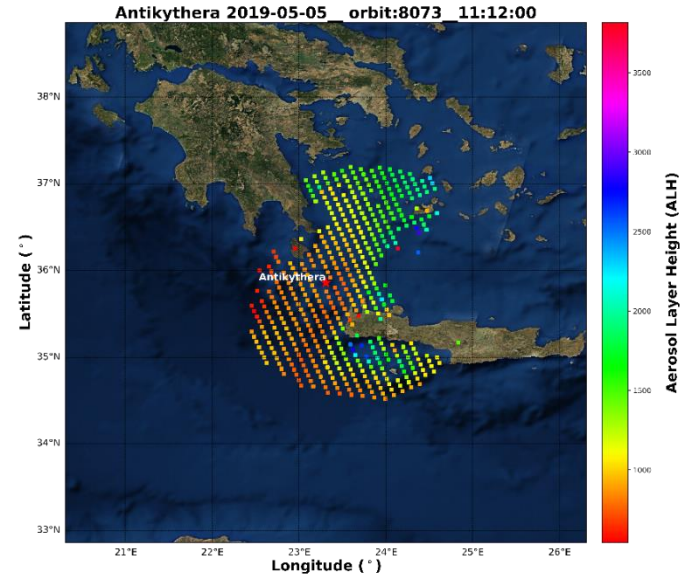 Antikythera 2019-05-05__orbit:8073__11:12:00
38°N
37°N
36°N
35°N
34°N
33°N
Latitude (°)
Antikythera
21°E 22°E 23°E 24°E 25°E 26°E
Longitude (°)
3500
3000
2500
2000
1500
1000
Aerosol Layer Height (ALH)